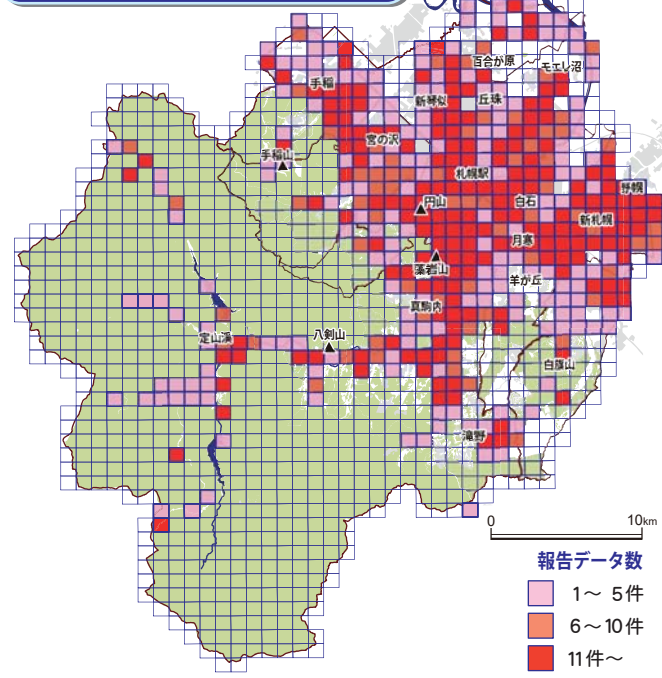 百合が原
モエレ沼
手稲
新琴似
丘珠
宮の沢
手稲山
札幌駅
野幌
円山
白石
新札幌
月寒
藻岩山
羊が丘
真駒内
定山渓
八剣山
白旗山
滝野
0 10km
報告データ数
1～ 5件
6～10件
11件～